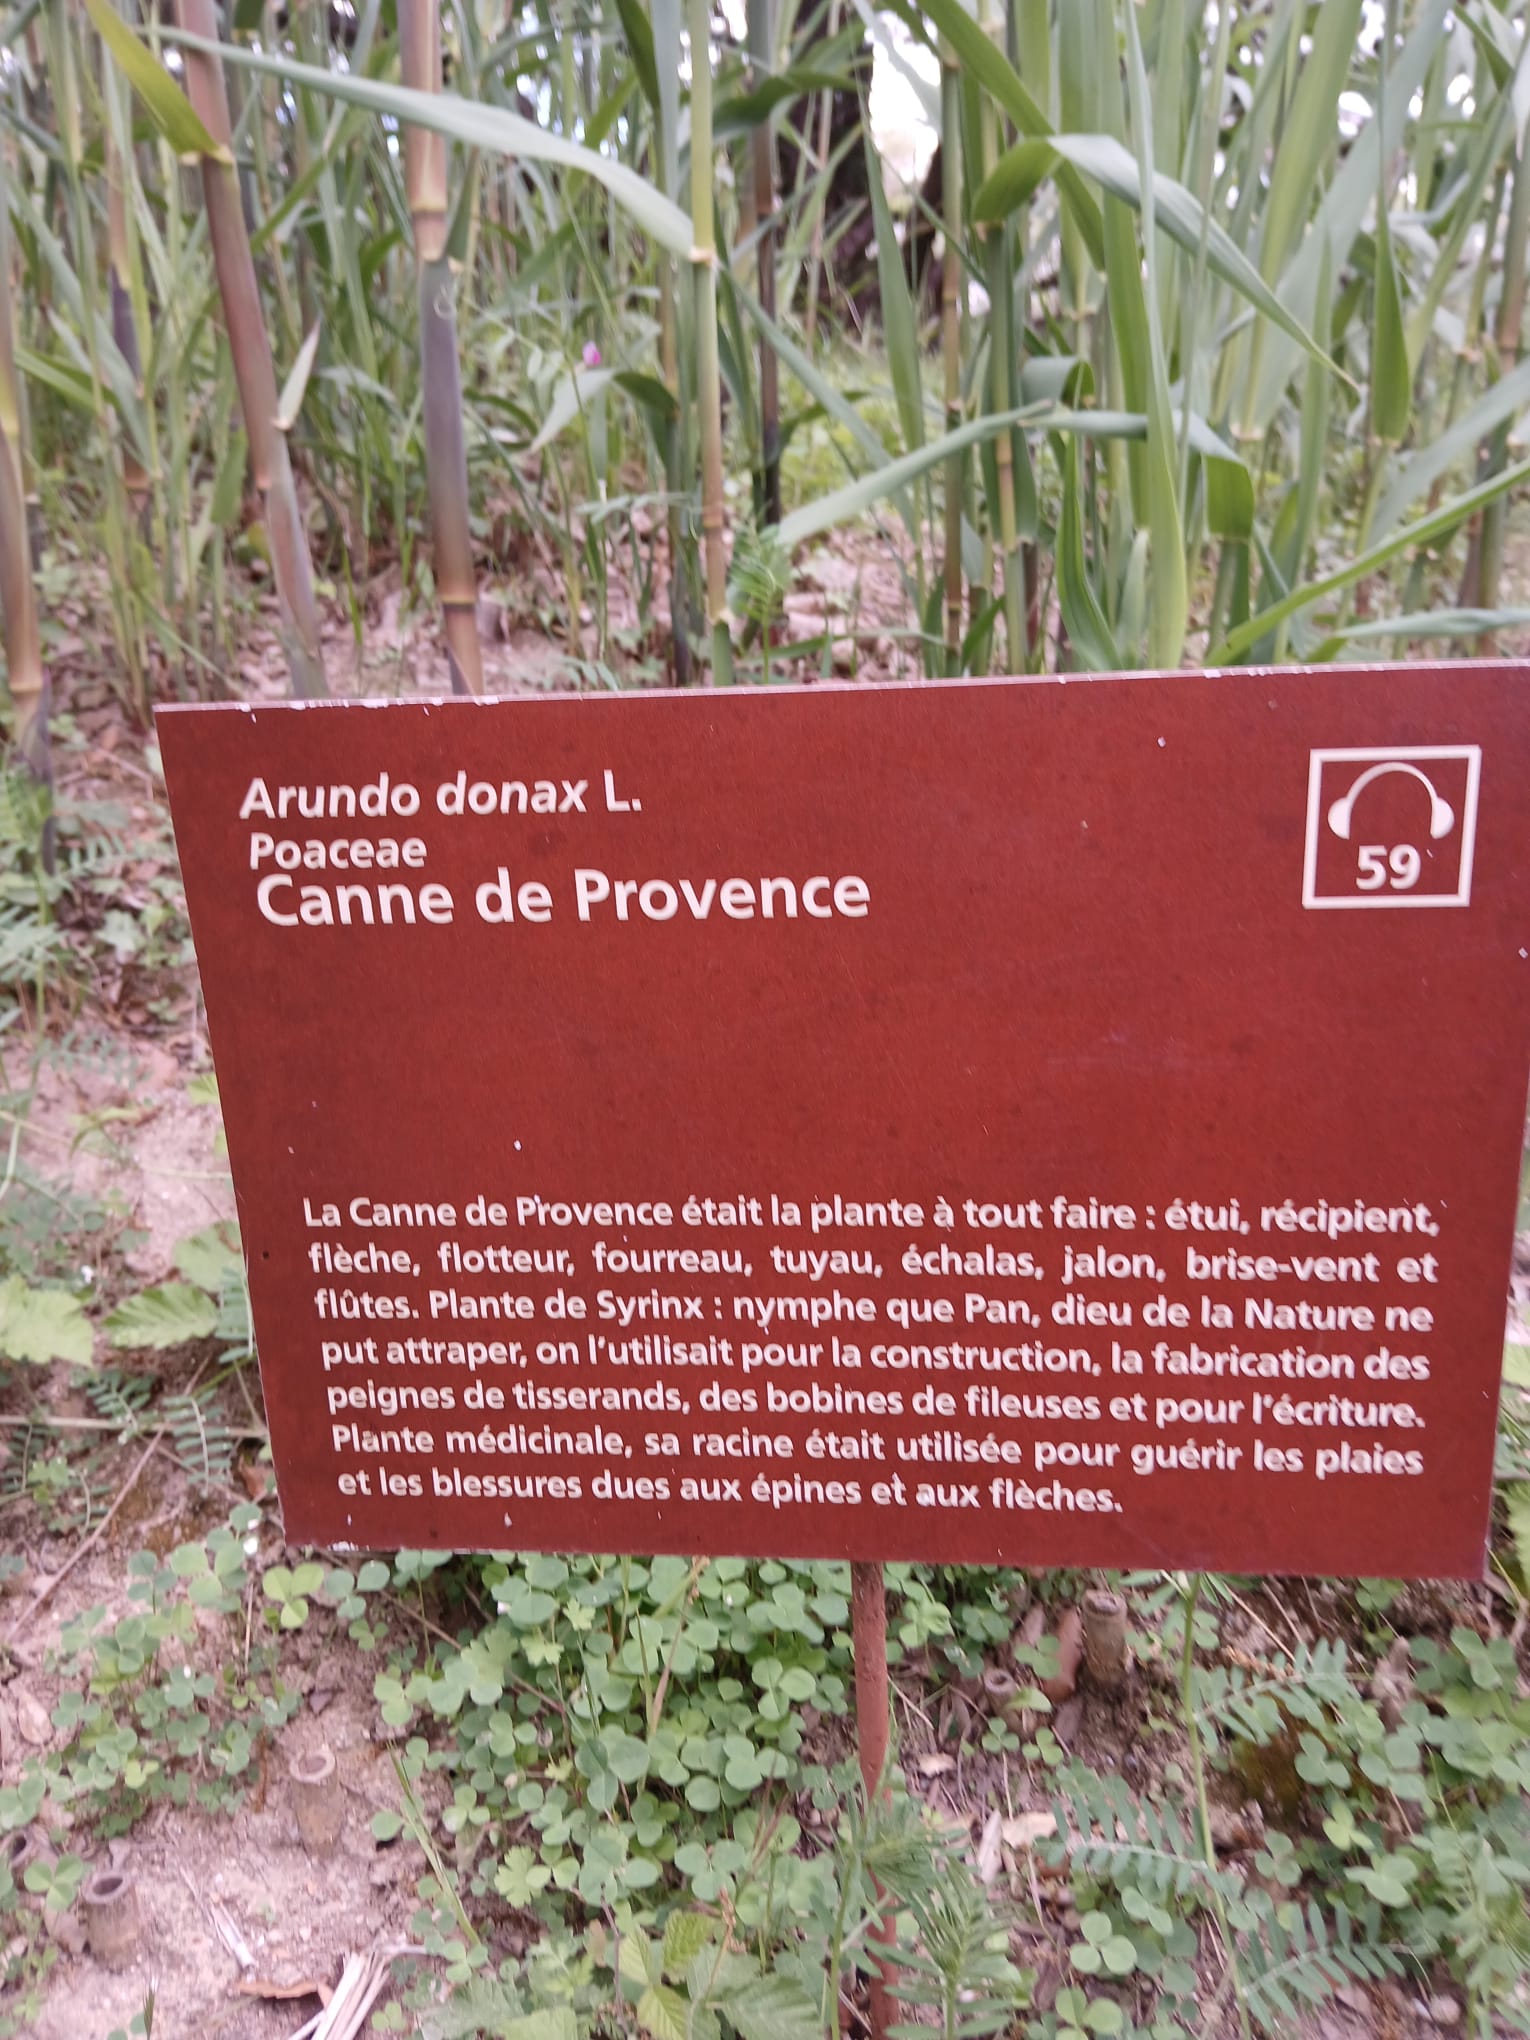 Arundo donax L.
Poaceae
Canne de Provence
59
La Canne de Provence était la plante à tout faire : étui, récipient,
flèche, flotteur, fourreau, tuyau, échalas, jalon, brise-vent et
flûtes. Plante de Syrinx : nymphe que Pan, dieu de la Nature ne
put attraper, on l'utilisait pour la construction, la fabrication des
peignes de tisserands, des bobines de fileuses et pour l'écriture.
Plante médicinale, sa racine était utilisée pour guérir les plaies
et les blessures dues aux épines et aux flèches.